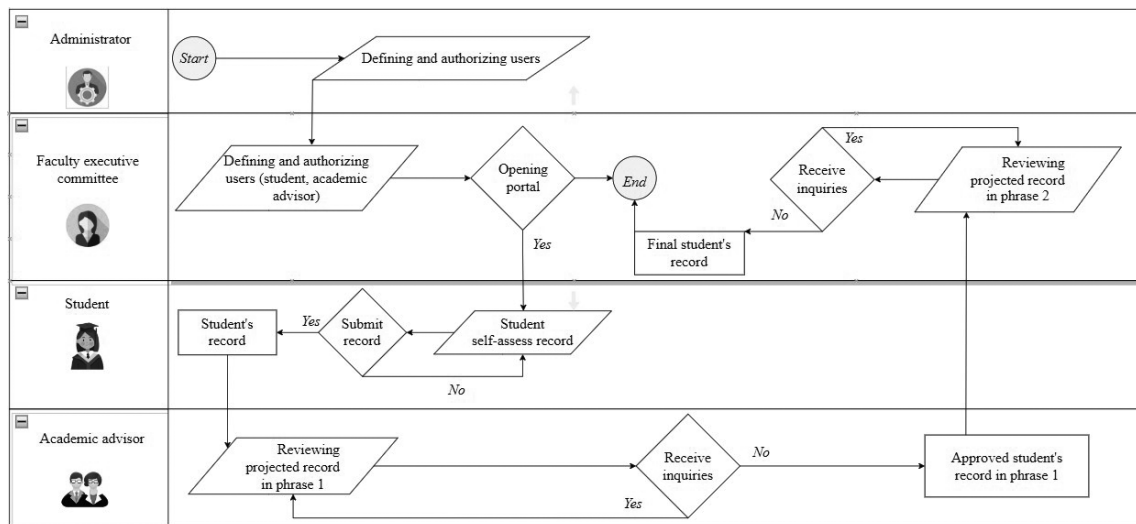 Administrator
Start
Defining and authorizing users
Faculty executive
committee
Defining and authorizing
users (student, academic
advisor)
Opening
portal
Yes
End
Final student's
record
No
Receive
inquiries
Yes
Reviewing
projected record
in phrase 2
Student
Student's
record
Yes
Submit
record
No
Student
self-assess record
Academic advisor
Reviewing
projected record
in phrase 1
Yes
Receive
inquiries
No
Approved student's
record in phrase 1